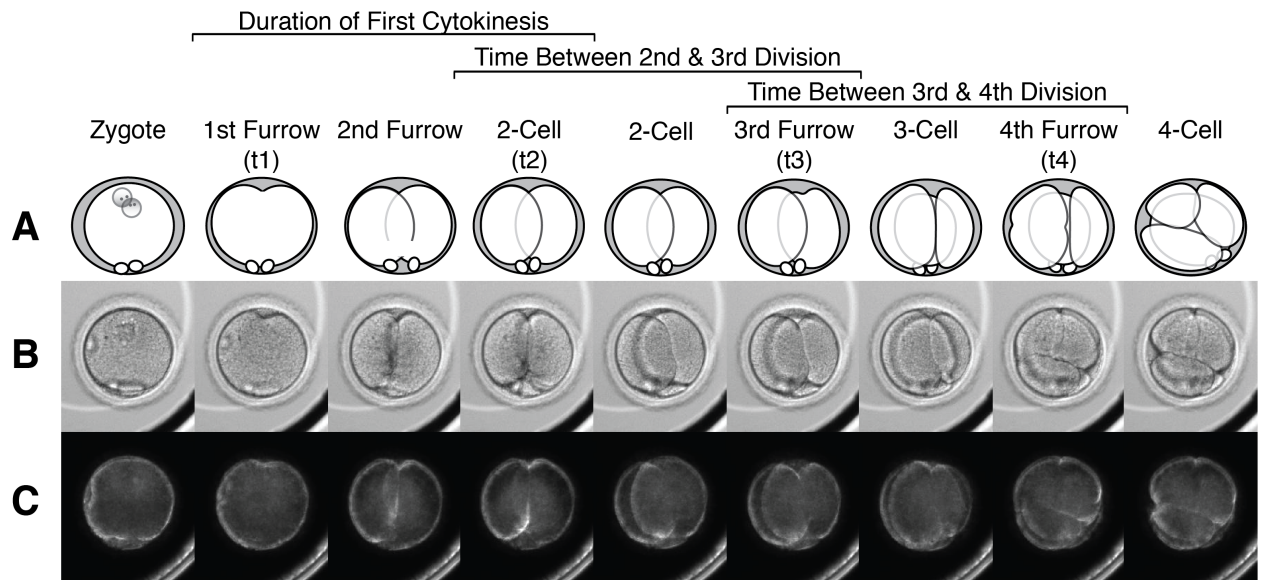 Duration of First Cytokinesis
Time Between 2nd & 3rd Division
Time Between 3rd & 4th Division
Zygote 1st Furrow 2nd Furrow 2-Cell 2-Cell 3rd Furrow 3-Cell 4th Furrow 4-Cell
(t1) (t2) (t3) (t4)
A
B
C